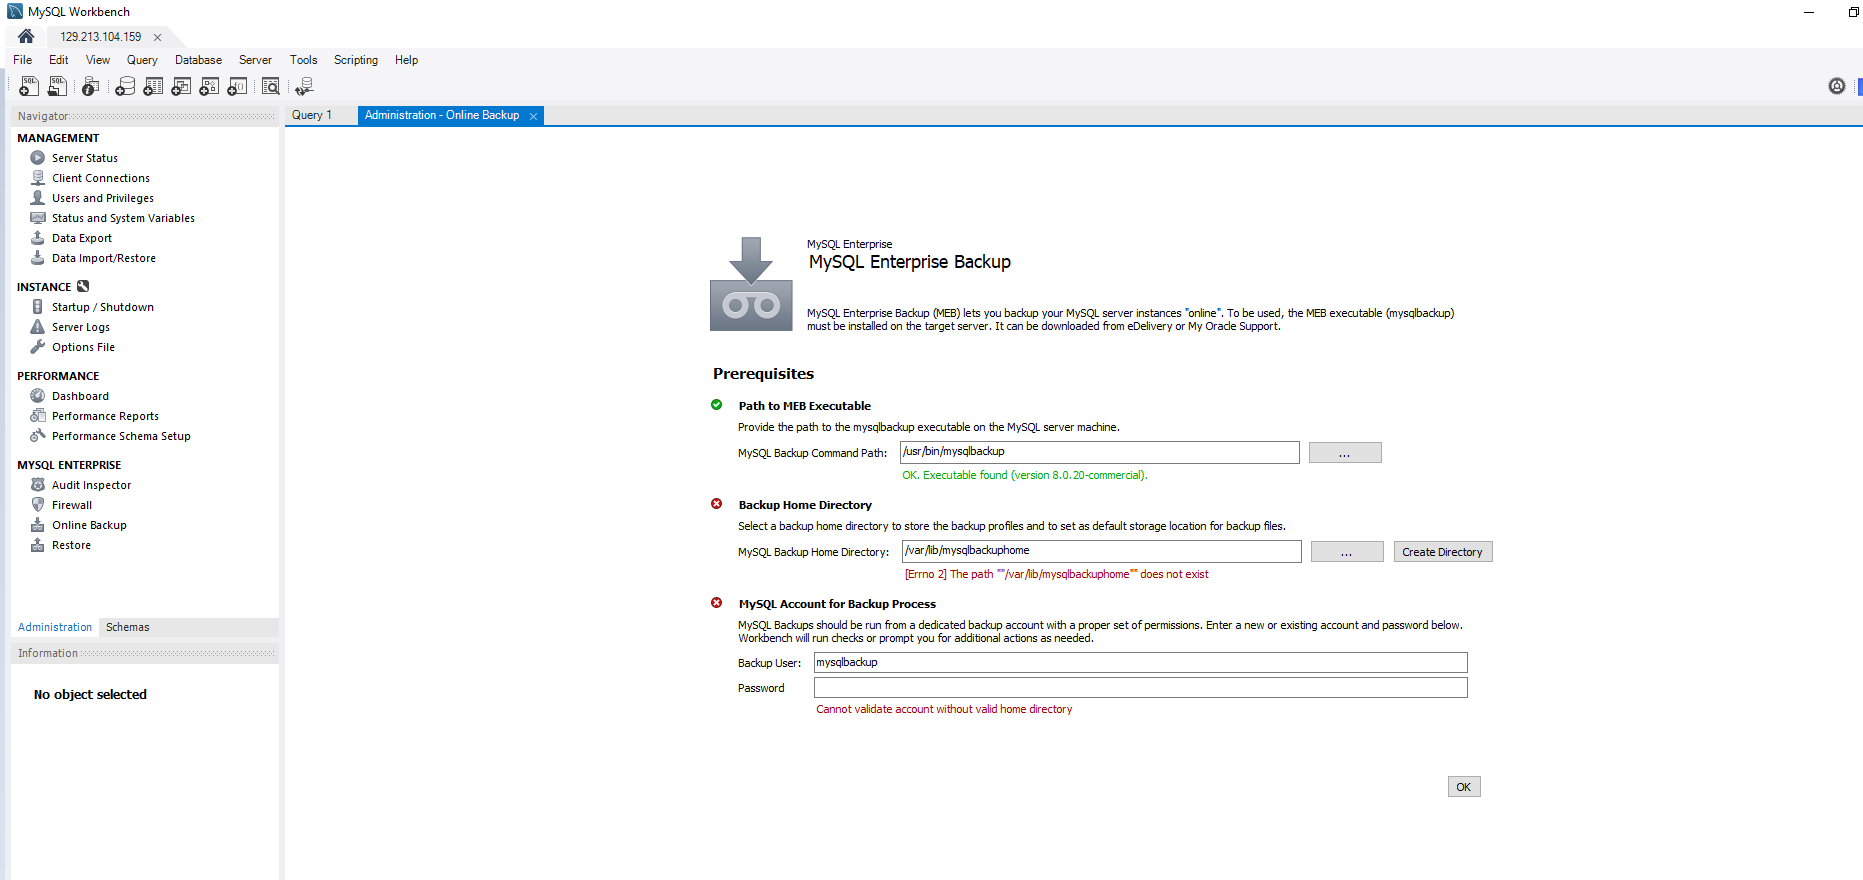 MySQL Workbench
129.213.104.159
File Edit View Query Database Server Tools Scripting Help
Navigator
MANAGEMENT
Server Status
Client Connections
Users and Privileges
Status and System Variables
Data Export
Data Import/Restore
INSTANCE
Startup / Shutdown
Server Logs
Options File
PERFORMANCE
Dashboard
Performance Reports
Performance Schema Setup
MYSQL ENTERPRISE
Audit Inspector
Firewall
Online Backup
Restore
Administration Schemas
Information
No object selected
Query 1 Administration - Online Backup
MySQL Enterprise
MySQL Enterprise Backup
MySQL Enterprise Backup (MEB) lets you backup your MySQL server instances "online". To be used, the MEB executable (mysqlbackup)
must be installed on the target server. It can be downloaded from eDelivery or My Oracle Support.
Prerequisites
Path to MEB Executable
Provide the path to the mysqlbackup executable on the MySQL server machine.
MySQL Backup Command Path: /usr/bin/mysqlbackup ...
OK. Executable found (version 8.0.20-commercial).
Backup Home Directory
Select a backup home directory to store the backup profiles and to set as default storage location for backup files.
MySQL Backup Home Directory: /var/lib/mysqlbackuphome ... Create Directory
[Errno 2] The path ""/var/lib/mysqlbackuphome"" does not exist
MySQL Account for Backup Process
MySQL Backups should be run from a dedicated backup account with a proper set of permissions. Enter a new or existing account and password below.
Workbench will run checks or prompt you for additional actions as needed.
Backup User: mysqlbackup
Password
Cannot validate account without valid home directory
OK